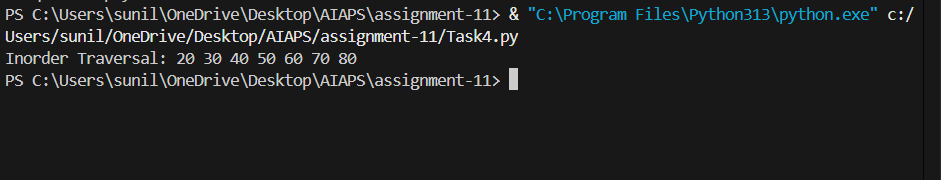 PS C:\Users\sunil\OneDrive\Desktop\AIAPS\assignment-11> & "C:\Program Files\Python313\python.exe" c:/
Users/sunil/OneDrive/Desktop/AIAPS/assignment-11/Task4.py
Inorder Traversal: 20 30 40 50 60 70 80
PS C:\Users\sunil\OneDrive\Desktop\AIAPS\assignment-11>